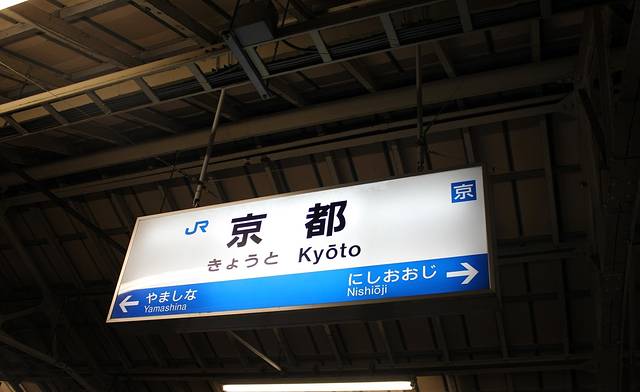 京
JR 京都
きょうと Kyōto
やましな
Yamashina
にしおおじ
Nishiōji